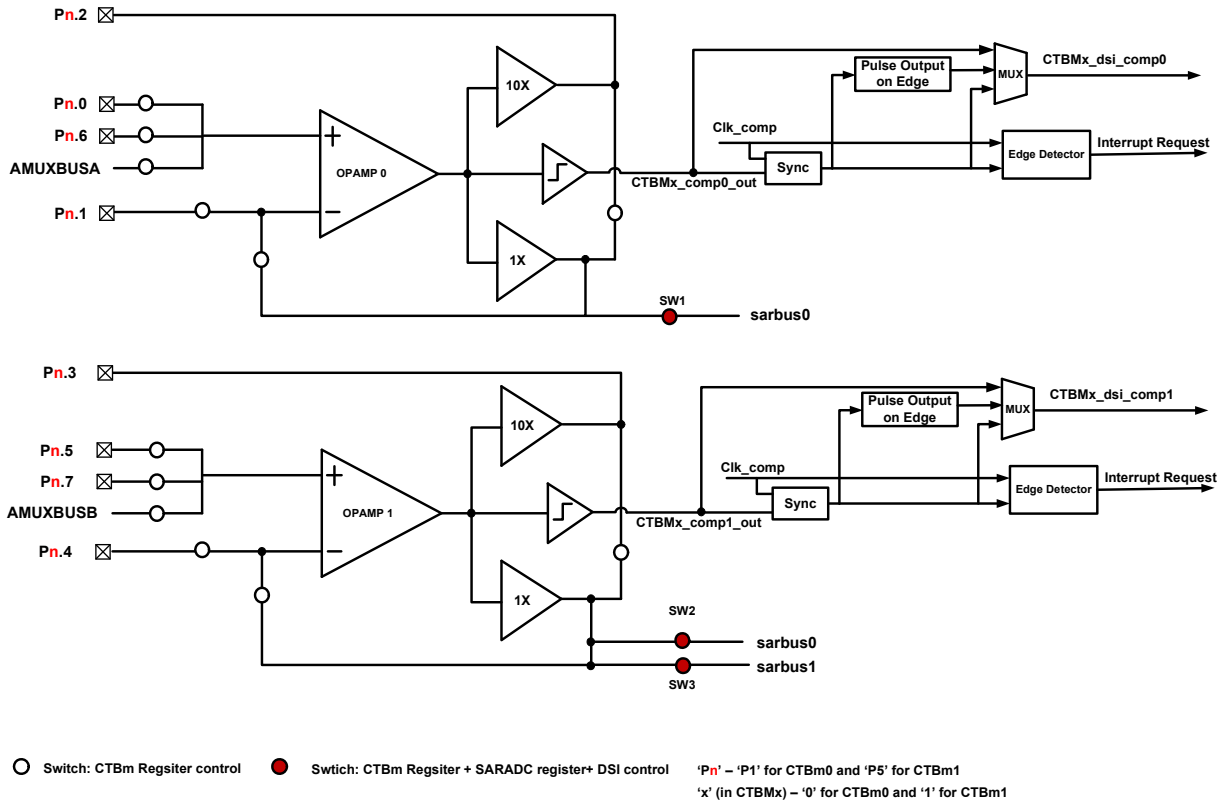 Pn.2
10X
Pulse Output
on Edge
MUX
CTBMx_dsi_comp0
Pn.0
Pn.6
AMUXBUSA
+
OPAMP 0
−
Clk_comp
Sync
Edge Detector
Interrupt Request
CTBMx_comp0_out
Pn.1
1X
SW1
sarbus0
Pn.3
10X
Pulse Output
on Edge
MUX
CTBMx_dsi_comp1
Pn.5
Pn.7
AMUXBUSB
+
OPAMP 1
−
Clk_comp
Sync
Edge Detector
Interrupt Request
CTBMx_comp1_out
Pn.4
1X
SW2
sarbus0
sarbus1
SW3
Switch: CTBm Regsiter control
Swtich: CTBm Regsiter + SARADC register+ DSI control
‘Pn’ – ‘P1’ for CTBm0 and ‘P5’ for CTBm1
‘x’ (in CTBMx) – ‘0’ for CTBm0 and ‘1’ for CTBm1